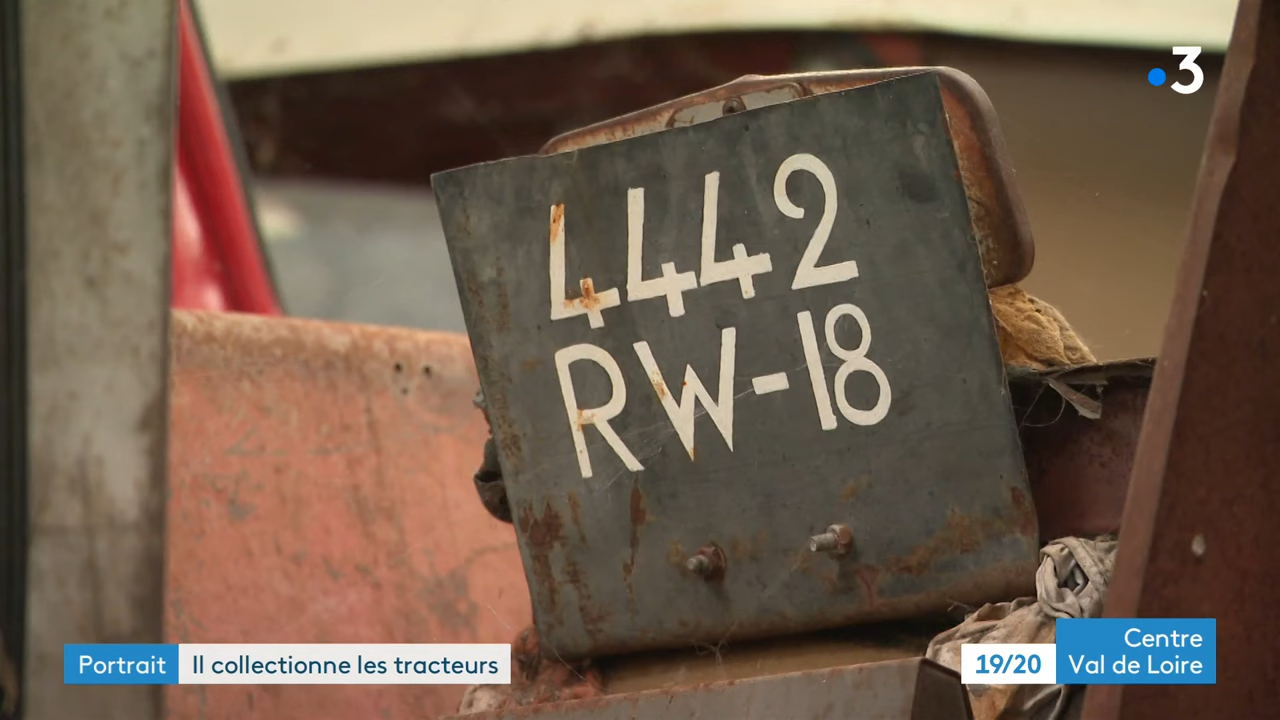 3
4442
RW-18
Portrait Il collectionne les tracteurs
19/20 Centre
Val de Loire